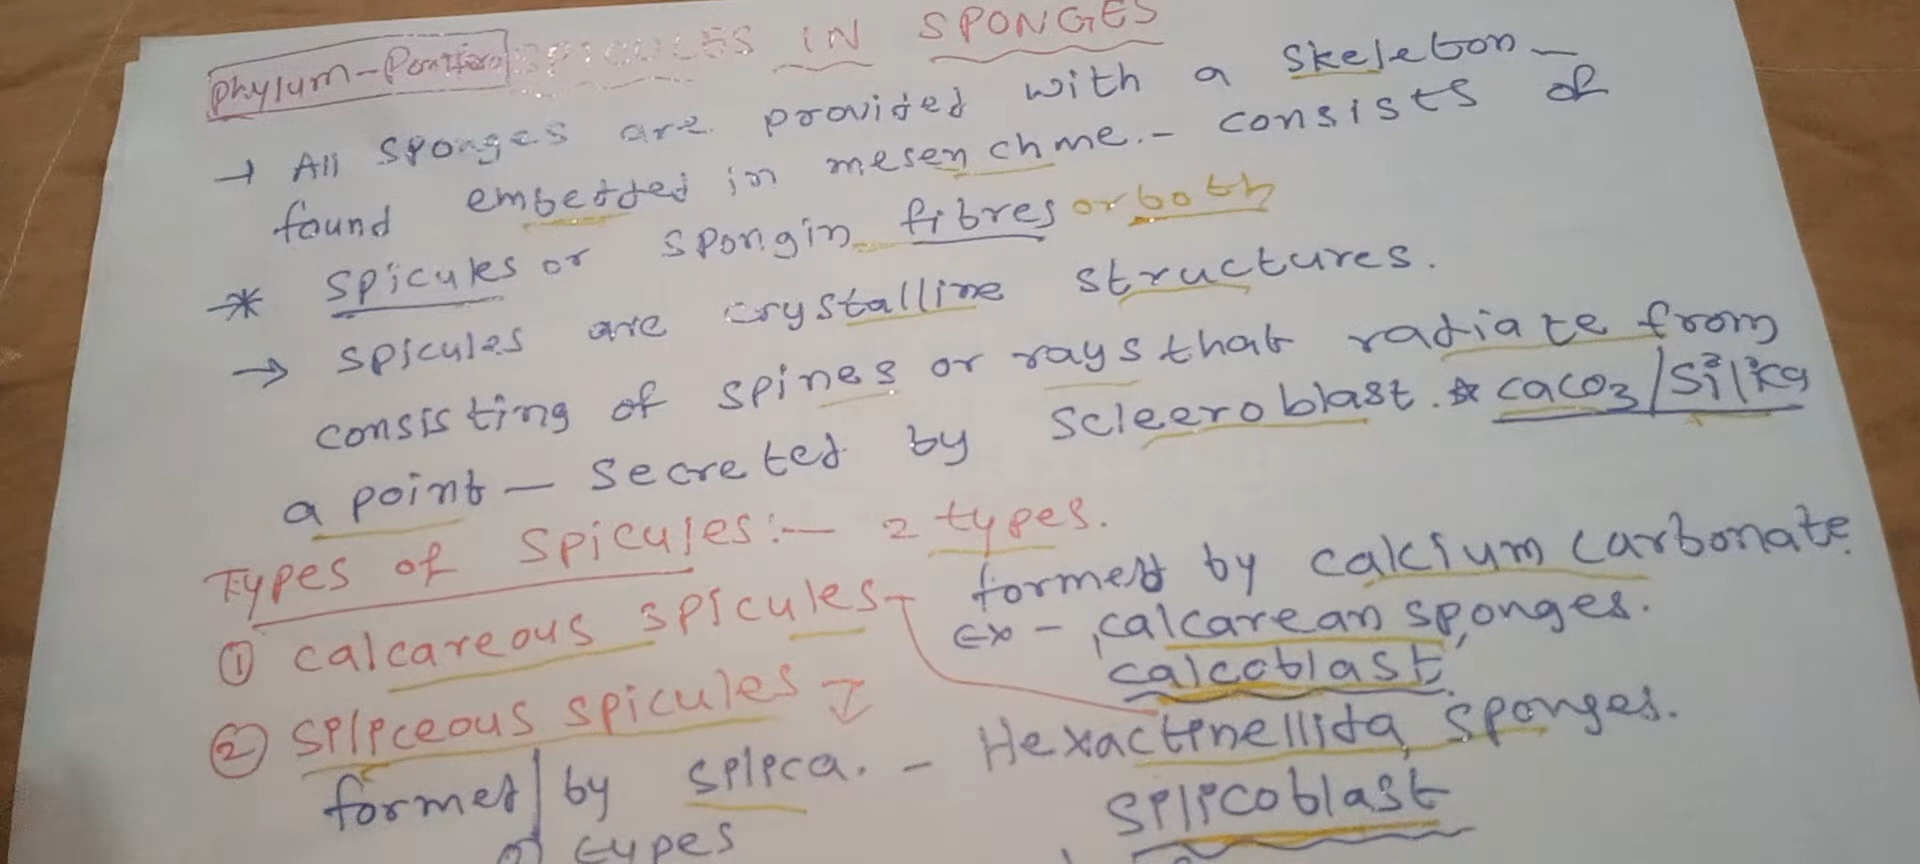 Phylum-Porifera SPICULES IN SPONGES
→ All sponges are provided with a skeleton -
found embedded in mesenchme. - consists of
* spicules or spongin fibres or both
→ spicules are crystalline structures.
consisting of spines or rays that radiate from
a point - secreted by scleeroblast. * caco3/Silika
Types of spicules:- 2 types.
① calcareous spicules - formed by calcium carbonate.
Ex - calcarean sponges.
calcoblast
② Siliceous spicules
formed by silica. - Hexactinellida sponges.
silicoblast
types